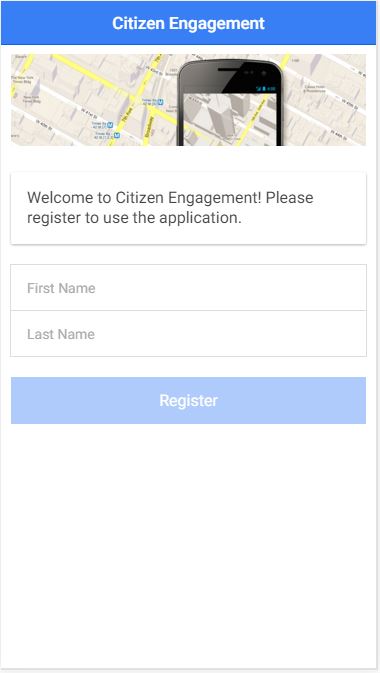 Citizen Engagement
Welcome to Citizen Engagement! Please
register to use the application.
First Name
Last Name
Register